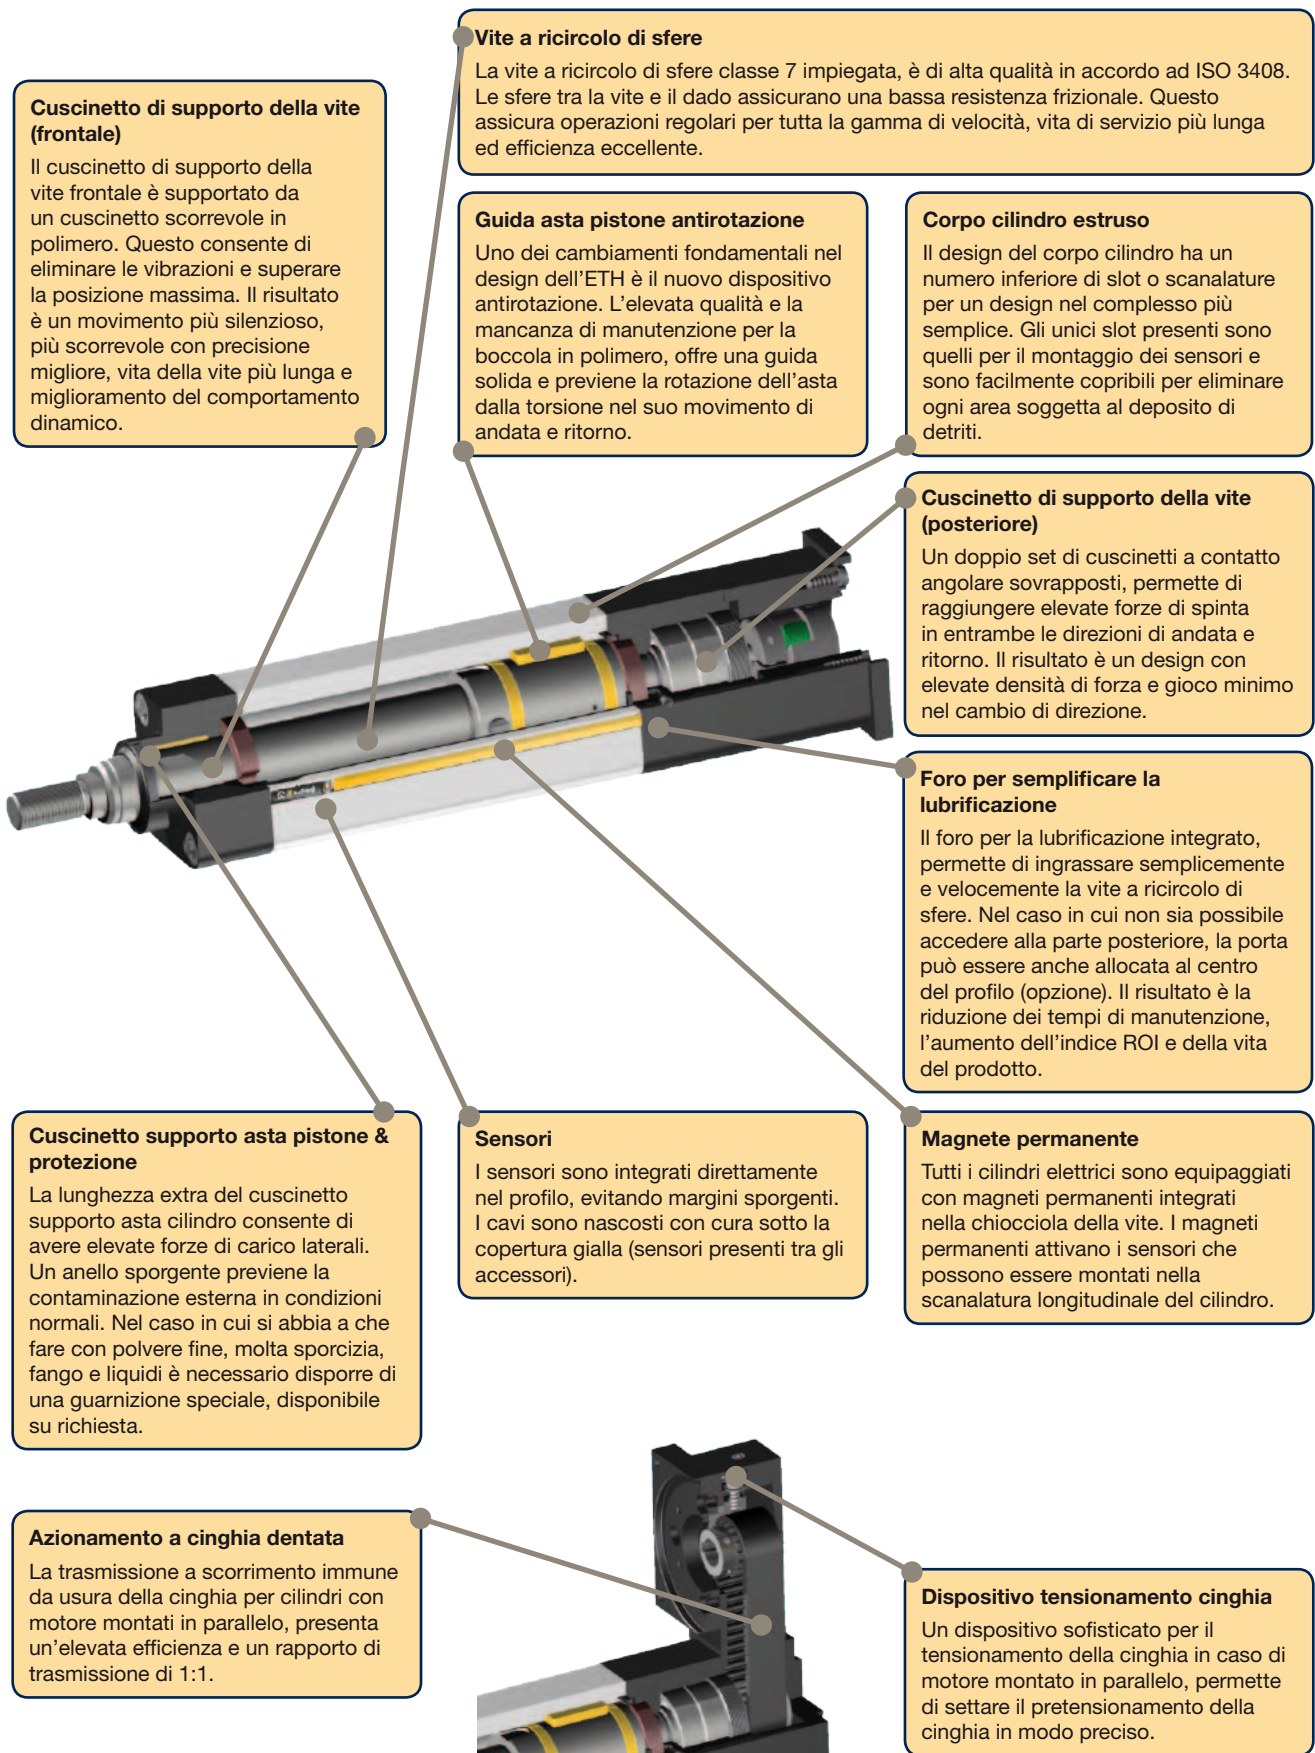 Vite a ricircolo di sfere
La vite a ricircolo di sfere classe 7 impiegata, è di alta qualità in accordo ad ISO 3408.
Le sfere tra la vite e il dado assicurano una bassa resistenza frizionale. Questo
assicura operazioni regolari per tutta la gamma di velocità, vita di servizio più lunga
ed efficienza eccellente.
Cuscinetto di supporto della vite
(frontale)
Il cuscinetto di supporto della
vite frontale è supportato da
un cuscinetto scorrevole in
polimero. Questo consente di
eliminare le vibrazioni e superare
la posizione massima. Il risultato
è un movimento più silenzioso,
più scorrevole con precisione
migliore, vita della vite più lunga e
miglioramento del comportamento
dinamico.
Guida asta pistone antirotazione
Uno dei cambiamenti fondamentali nel
design dell'ETH è il nuovo dispositivo
antirotazione. L'elevata qualità e la
mancanza di manutenzione per la
boccola in polimero, offre una guida
solida e previene la rotazione dell'asta
dalla torsione nel suo movimento di
andata e ritorno.
Corpo cilindro estruso
Il design del corpo cilindro ha un
numero inferiore di slot o scanalature
per un design nel complesso più
semplice. Gli unici slot presenti sono
quelli per il montaggio dei sensori e
sono facilmente copribili per eliminare
ogni area soggetta al deposito di
detriti.
Cuscinetto di supporto della vite
(posteriore)
Un doppio set di cuscinetti a contatto
angolare sovrapposti, permette di
raggiungere elevate forze di spinta
in entrambe le direzioni di andata e
ritorno. Il risultato è un design con
elevate densità di forza e gioco minimo
nel cambio di direzione.
Foro per semplificare la
lubrificazione
Il foro per la lubrificazione integrato,
permette di ingrassare semplicemente
e velocemente la vite a ricircolo di
sfere. Nel caso in cui non sia possibile
accedere alla parte posteriore, la porta
può essere anche allocata al centro
del profilo (opzione). Il risultato è la
riduzione dei tempi di manutenzione,
l'aumento dell'indice ROI e della vita
del prodotto.
Cuscinetto supporto asta pistone &
protezione
La lunghezza extra del cuscinetto
supporto asta cilindro consente di
avere elevate forze di carico laterali.
Un anello sporgente previene la
contaminazione esterna in condizioni
normali. Nel caso in cui si abbia a che
fare con polvere fine, molta sporcizia,
fango e liquidi è necessario disporre di
una guarnizione speciale, disponibile
su richiesta.
Sensori
I sensori sono integrati direttamente
nel profilo, evitando margini sporgenti.
I cavi sono nascosti con cura sotto la
copertura gialla (sensori presenti tra gli
accessori).
Magnete permanente
Tutti i cilindri elettrici sono equipaggiati
con magneti permanenti integrati
nella chiocciola della vite. I magneti
permanenti attivano i sensori che
possono essere montati nella
scanalatura longitudinale del cilindro.
Azionamento a cinghia dentata
La trasmissione a scorrimento immune
da usura della cinghia per cilindri con
motore montati in parallelo, presenta
un'elevata efficienza e un rapporto di
trasmissione di 1:1.
Dispositivo tensionamento cinghia
Un dispositivo sofisticato per il
tensionamento della cinghia in caso di
motore montato in parallelo, permette
di settare il pretensionamento della
cinghia in modo preciso.